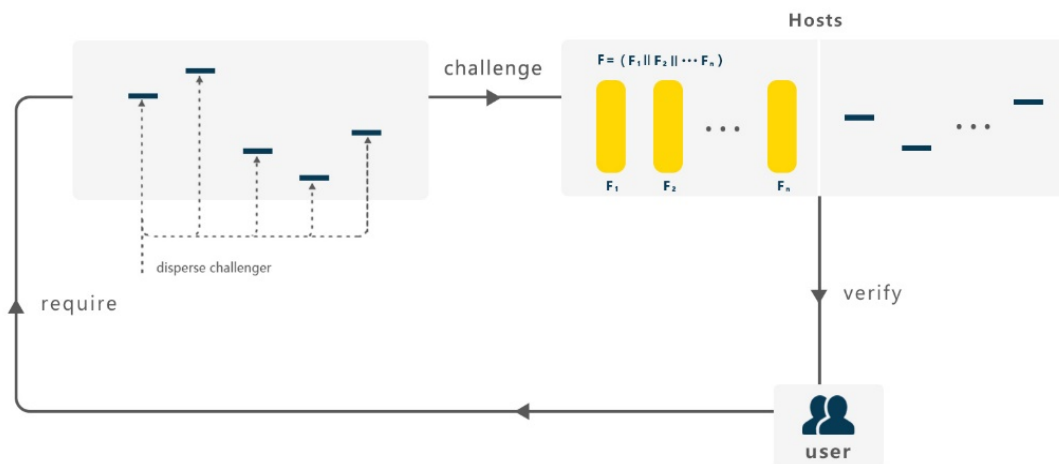 Hosts
challenge
F = ( F₁ || F₂ || ··· Fₙ )
F₁ F₂ Fₙ
disperse challenger
require
verify
user